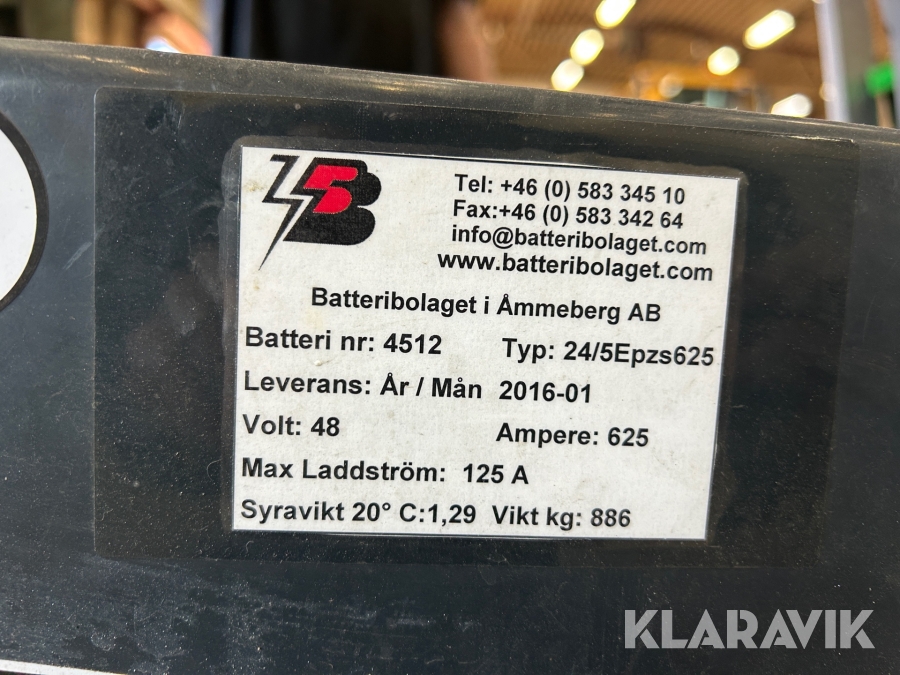 5B
Tel: +46 (0) 583 345 10
Fax:+46 (0) 583 342 64
info@batteribolaget.com
www.batteribolaget.com
Batteribolaget i Åmmeberg AB
Batteri nr: 4512 Typ: 24/5Epzs625
Leverans: År / Mån 2016-01
Volt: 48 Ampere: 625
Max Laddström: 125 A
Syravikt 20° C:1,29 Vikt kg: 886
KLARAVIK